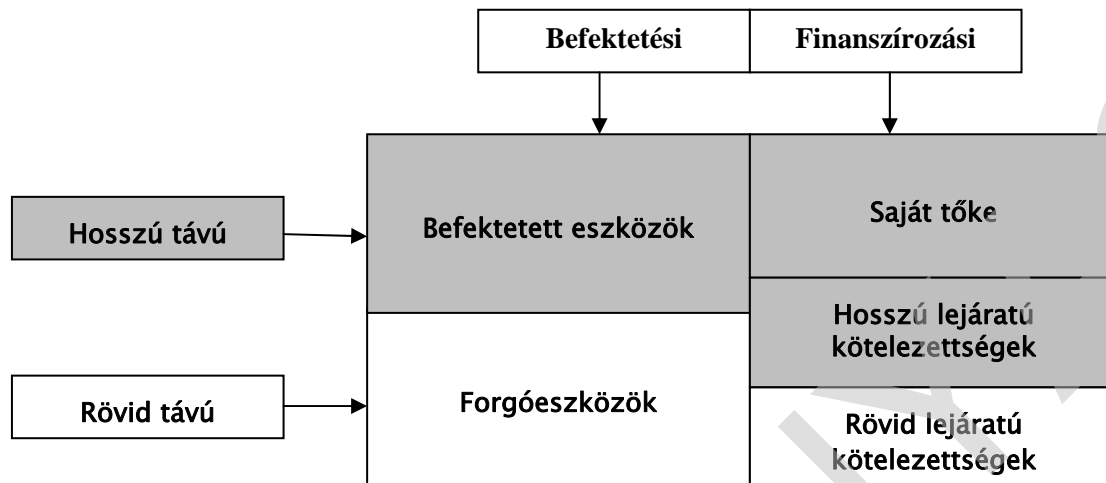 Befektetési
Finanszírozási
Hosszú távú
Befektetett eszközök
Saját tőke
Hosszú lejáratú
kötelezettségek
Rövid távú
Forgóeszközök
Rövid lejáratú
kötelezettségek